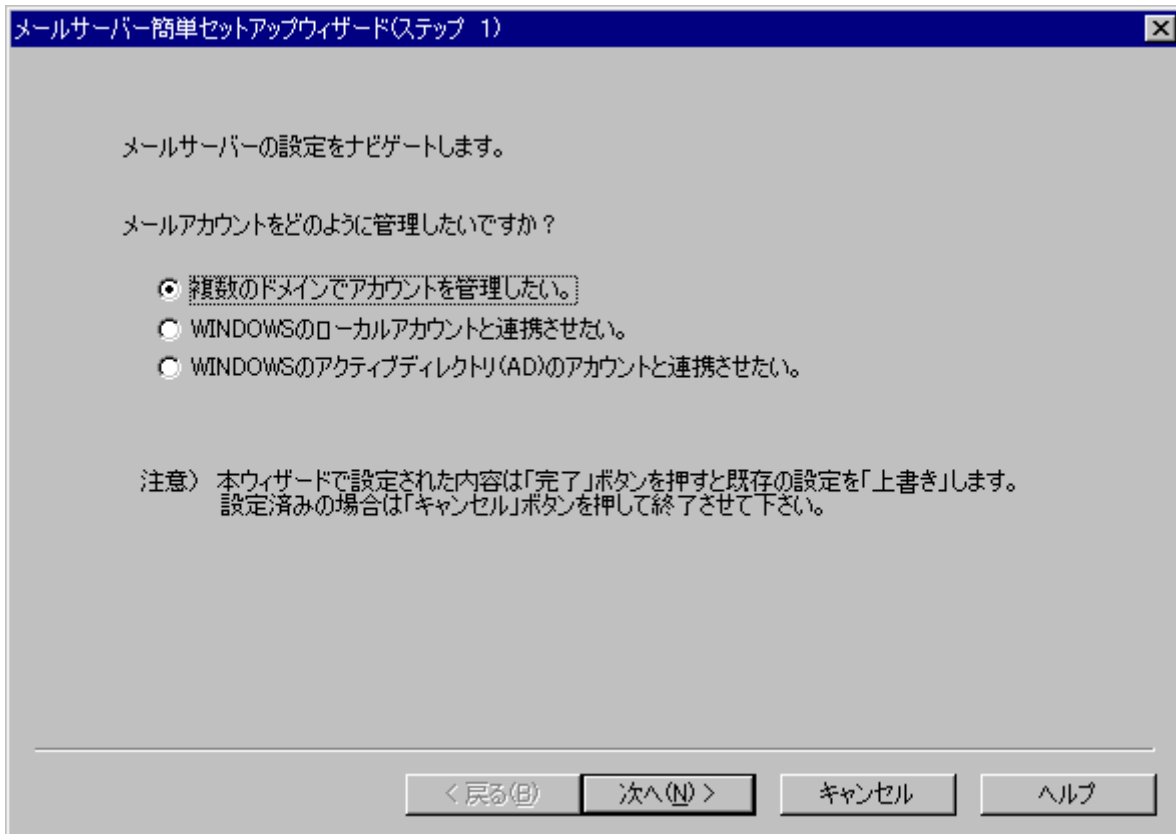 メールサーバー簡単セットアップウィザード(ステップ 1)
メールサーバーの設定をナビゲートします。
メールアカウントをどのように管理したいですか？
複数のドメインでアカウントを管理したい。
WINDOWSのローカルアカウントと連携させたい。
WINDOWSのアクティブディレクトリ(AD)のアカウントと連携させたい。
注意） 本ウィザードで設定された内容は「完了」ボタンを押すと既存の設定を「上書き」します。
設定済みの場合は「キャンセル」ボタンを押して終了させて下さい。
< 戻る(B) 次へ(N) > キャンセル ヘルプ